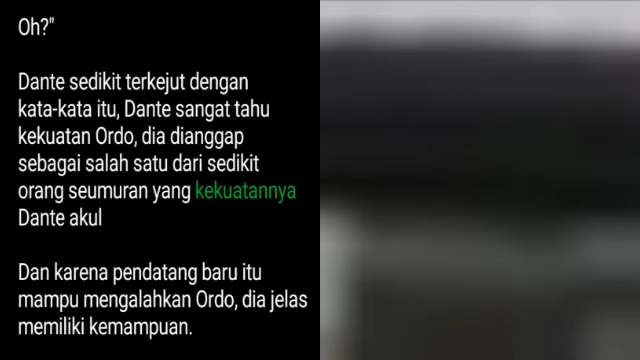 Oh?"
Dante sedikit terkejut dengan
kata-kata itu, Dante sangat tahu
kekuatan Ordo, dia dianggap
sebagai salah satu dari sedikit
orang seumuran yang kekuatannya
Dante akul
Dan karena pendatang baru itu
mampu mengalahkan Ordo, dia jelas
memiliki kemampuan.